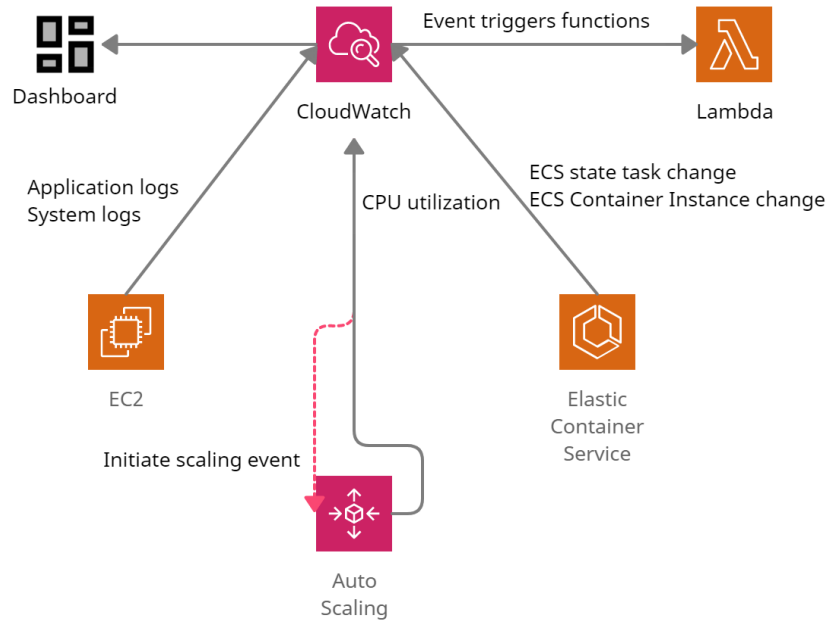 Event triggers functions
Dashboard
CloudWatch
Lambda
Application logs
System logs
CPU utilization
ECS state task change
ECS Container Instance change
EC2
Elastic
Container
Service
Initiate scaling event
Auto
Scaling